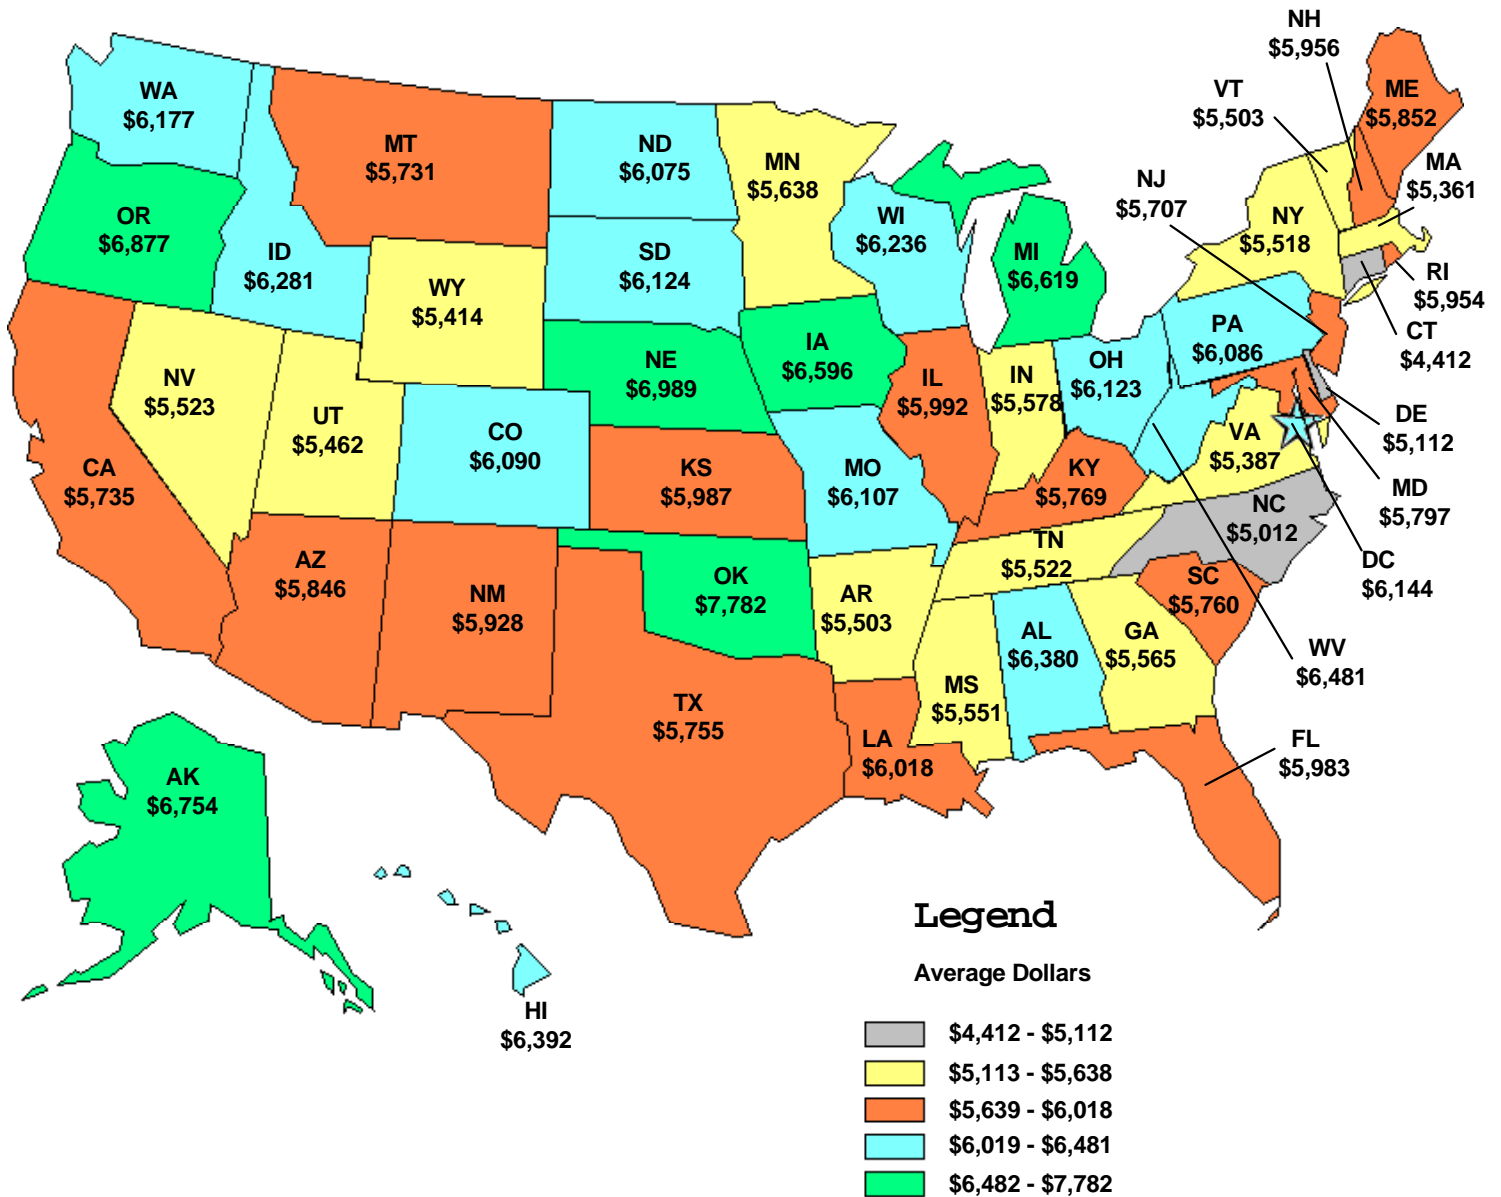 NH
$5,956
WA
$6,177
VT
$5,503
ME
$5,852
MT
$5,731
ND
$6,075
MN
$5,638
MA
$5,361
NJ
$5,707
OR
$6,877
ID
$6,281
WI
$6,236
NY
$5,518
SD
$6,124
MI
$6,619
RI
$5,954
WY
$5,414
PA
$6,086
CT
$4,412
NV
$5,523
NE
$6,989
IA
$6,596
IL
$5,992
IN
$5,578
OH
$6,123
UT
$5,462
CO
$6,090
DE
$5,112
VA
$5,387
CA
$5,735
KS
$5,987
MO
$6,107
KY
$5,769
MD
$5,797
NC
$5,012
TN
$5,522
DC
$6,144
AZ
$5,846
NM
$5,928
OK
$7,782
AR
$5,503
SC
$5,760
AL
$6,380
GA
$5,565
WV
$6,481
MS
$5,551
TX
$5,755
LA
$6,018
FL
$5,983
AK
$6,754
HI
$6,392
Legend
Average Dollars
$4,412 - $5,112
$5,113 - $5,638
$5,639 - $6,018
$6,019 - $6,481
$6,482 - $7,782